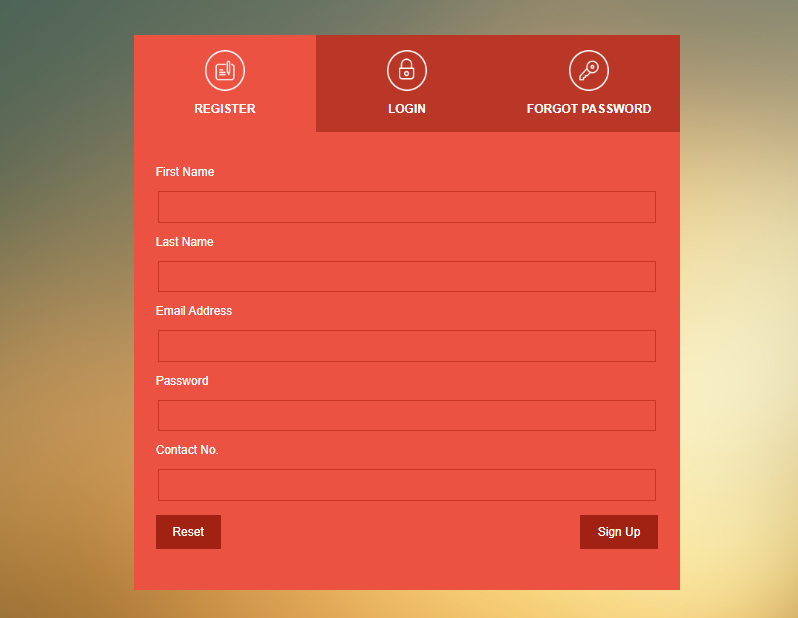 REGISTER
LOGIN
FORGOT PASSWORD
First Name
Last Name
Email Address
Password
Contact No.
Reset
Sign Up